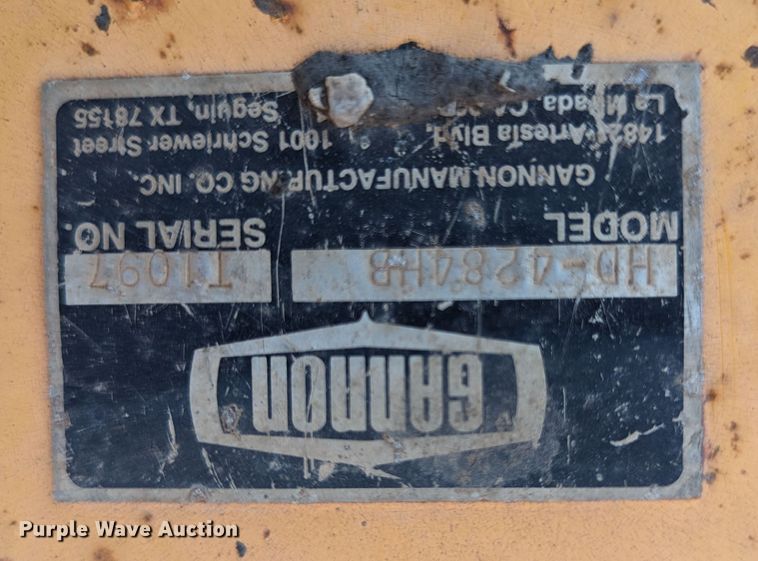 GANNON
MODEL SERIAL NO.
HD-4284HB T1097
GANNON MANUFACTURING CO. INC.
Artesia Blvd. 1001 Schriewer Street
La Mirada, Seguin, TX 78155
Purple Wave Auction